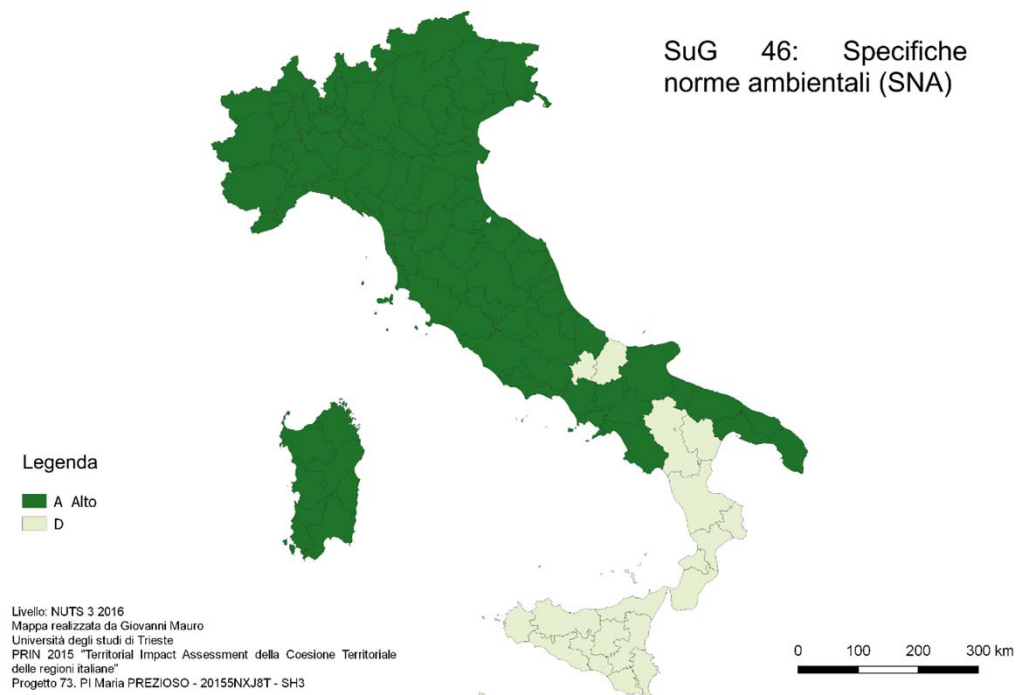 SuG 46: Specifiche
norme ambientali (SNA)
Legenda
A Alto
D
Livello: NUTS 3 2016
Mappa realizzata da Giovanni Mauro
Università degli studi di Trieste
PRIN 2015 "Territorial Impact Assessment della Coesione Territoriale
delle regioni italiane"
Progetto 73. PI Maria PREZIOSO - 20155NXJ8T - SH3
0 100 200 300 km